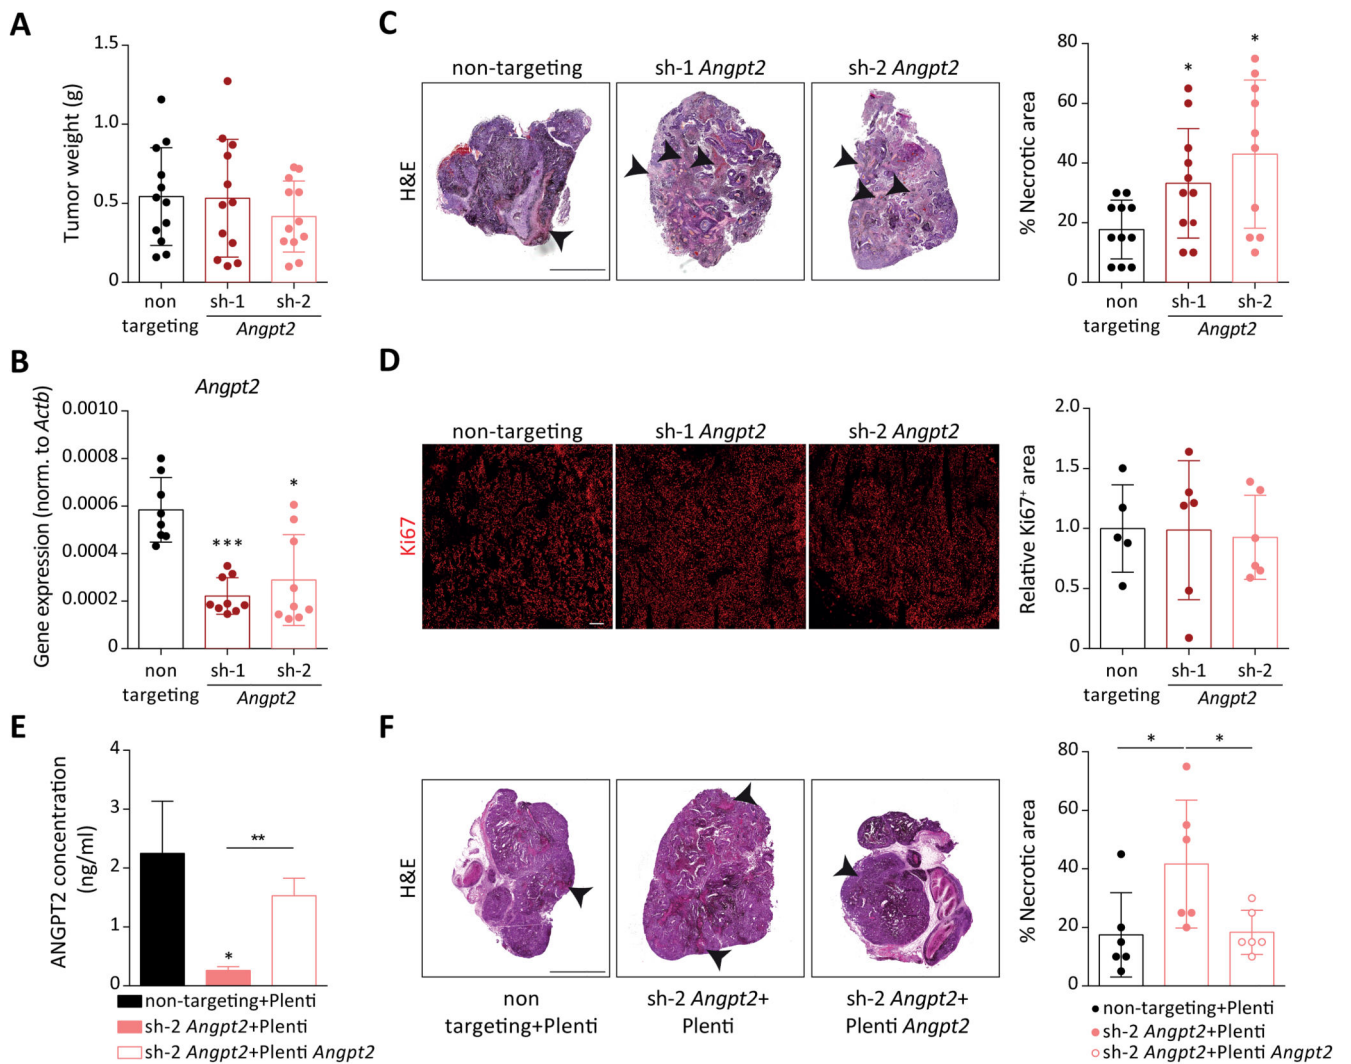 A
Tumor weight (g)
1.5
1.0
0.5
0
non
targeting
sh-1
sh-2
Angpt2
C
non-targeting
sh-1 Angpt2
sh-2 Angpt2
H&E
% Necrotic area
80
60
40
20
0
*
*
non
targeting
sh-1
sh-2
Angpt2
B
Angpt2
Gene expression (norm. to Actb)
0.0010
0.0008
0.0006
0.0004
0.0002
0
***
*
non
targeting
sh-1
sh-2
Angpt2
D
non-targeting
sh-1 Angpt2
sh-2 Angpt2
Ki67
Relative Ki67+ area
2.0
1.5
1.0
0.5
0
non
targeting
sh-1
sh-2
Angpt2
E
ANGPT2 concentration
(ng/ml)
4
3
2
1
0
*
**
non-targeting+Plenti
sh-2 Angpt2+Plenti
sh-2 Angpt2+Plenti Angpt2
F
H&E
non
targeting+Plenti
sh-2 Angpt2+
Plenti
sh-2 Angpt2+
Plenti Angpt2
% Necrotic area
80
60
40
20
0
*
*
non-targeting+Plenti
sh-2 Angpt2+Plenti
sh-2 Angpt2+Plenti Angpt2